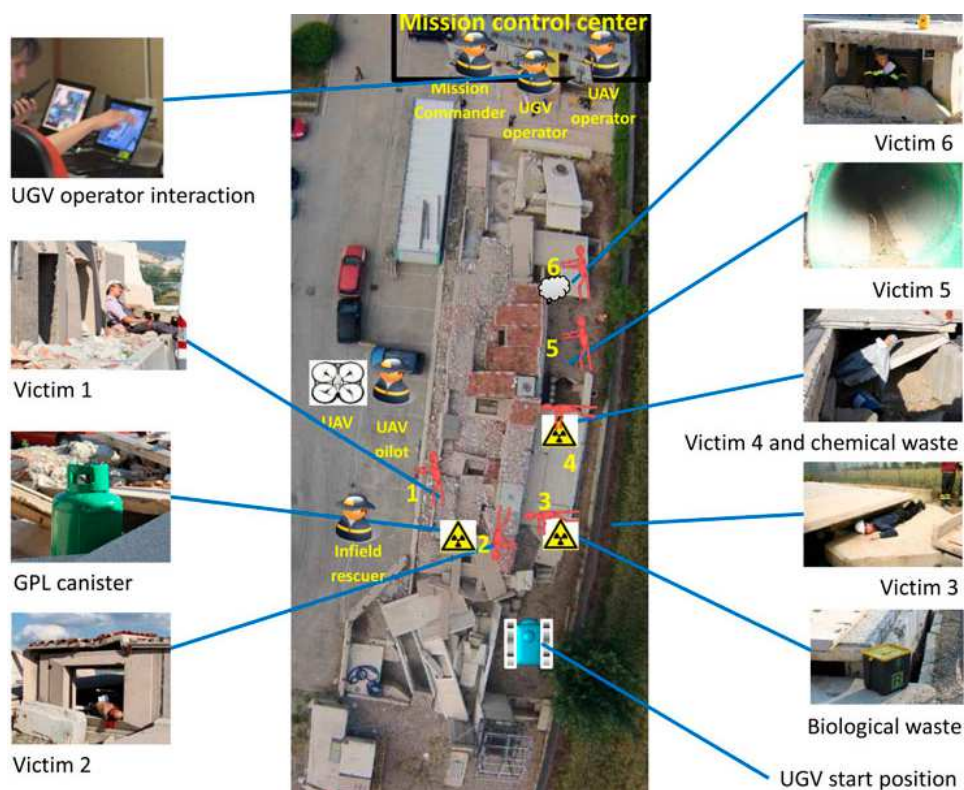 Mission control center
Mission
Commander
UGV
operator
UAV
operator
UGV operator interaction
Victim 6
Victim 5
Victim 1
6
5
UAV
UAV
pilot
Victim 4 and chemical waste
4
1
3
2
GPL canister
Infield
rescuer
Victim 3
Victim 2
Biological waste
UGV start position